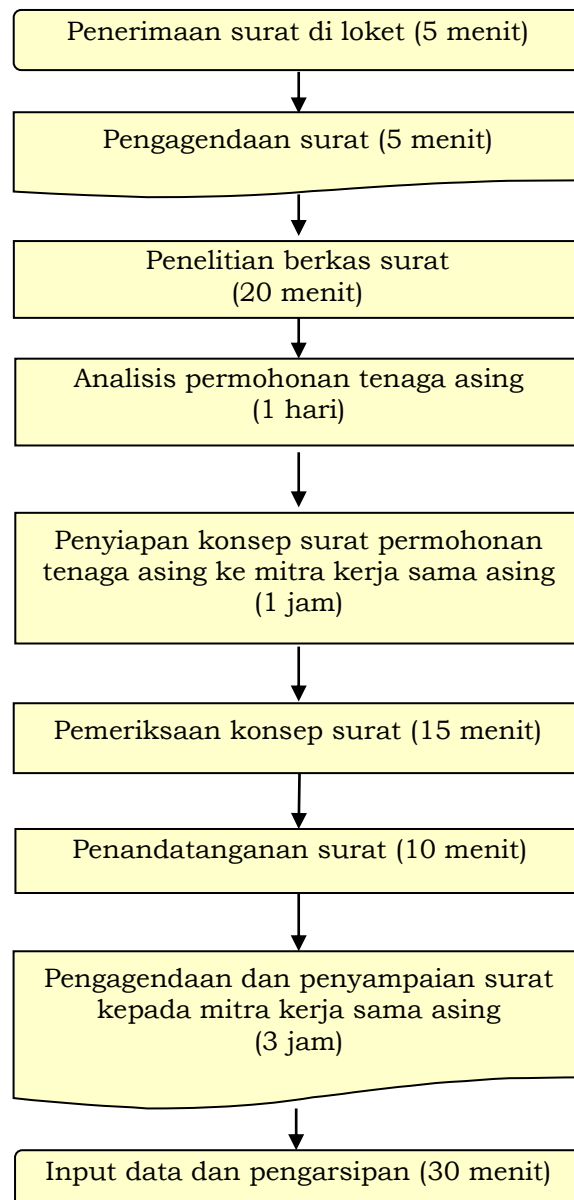 Penerimaan surat di loket (5 menit)
Pengagendaan surat (5 menit)
Penelitian berkas surat
(20 menit)
Analisis permohonan tenaga asing
(1 hari)
Penyiapan konsep surat permohonan
tenaga asing ke mitra kerja sama asing
(1 jam)
Pemeriksaan konsep surat (15 menit)
Penandatanganan surat (10 menit)
Pengagendaan dan penyampaian surat
kepada mitra kerja sama asing
(3 jam)
Input data dan pengarsipan (30 menit)